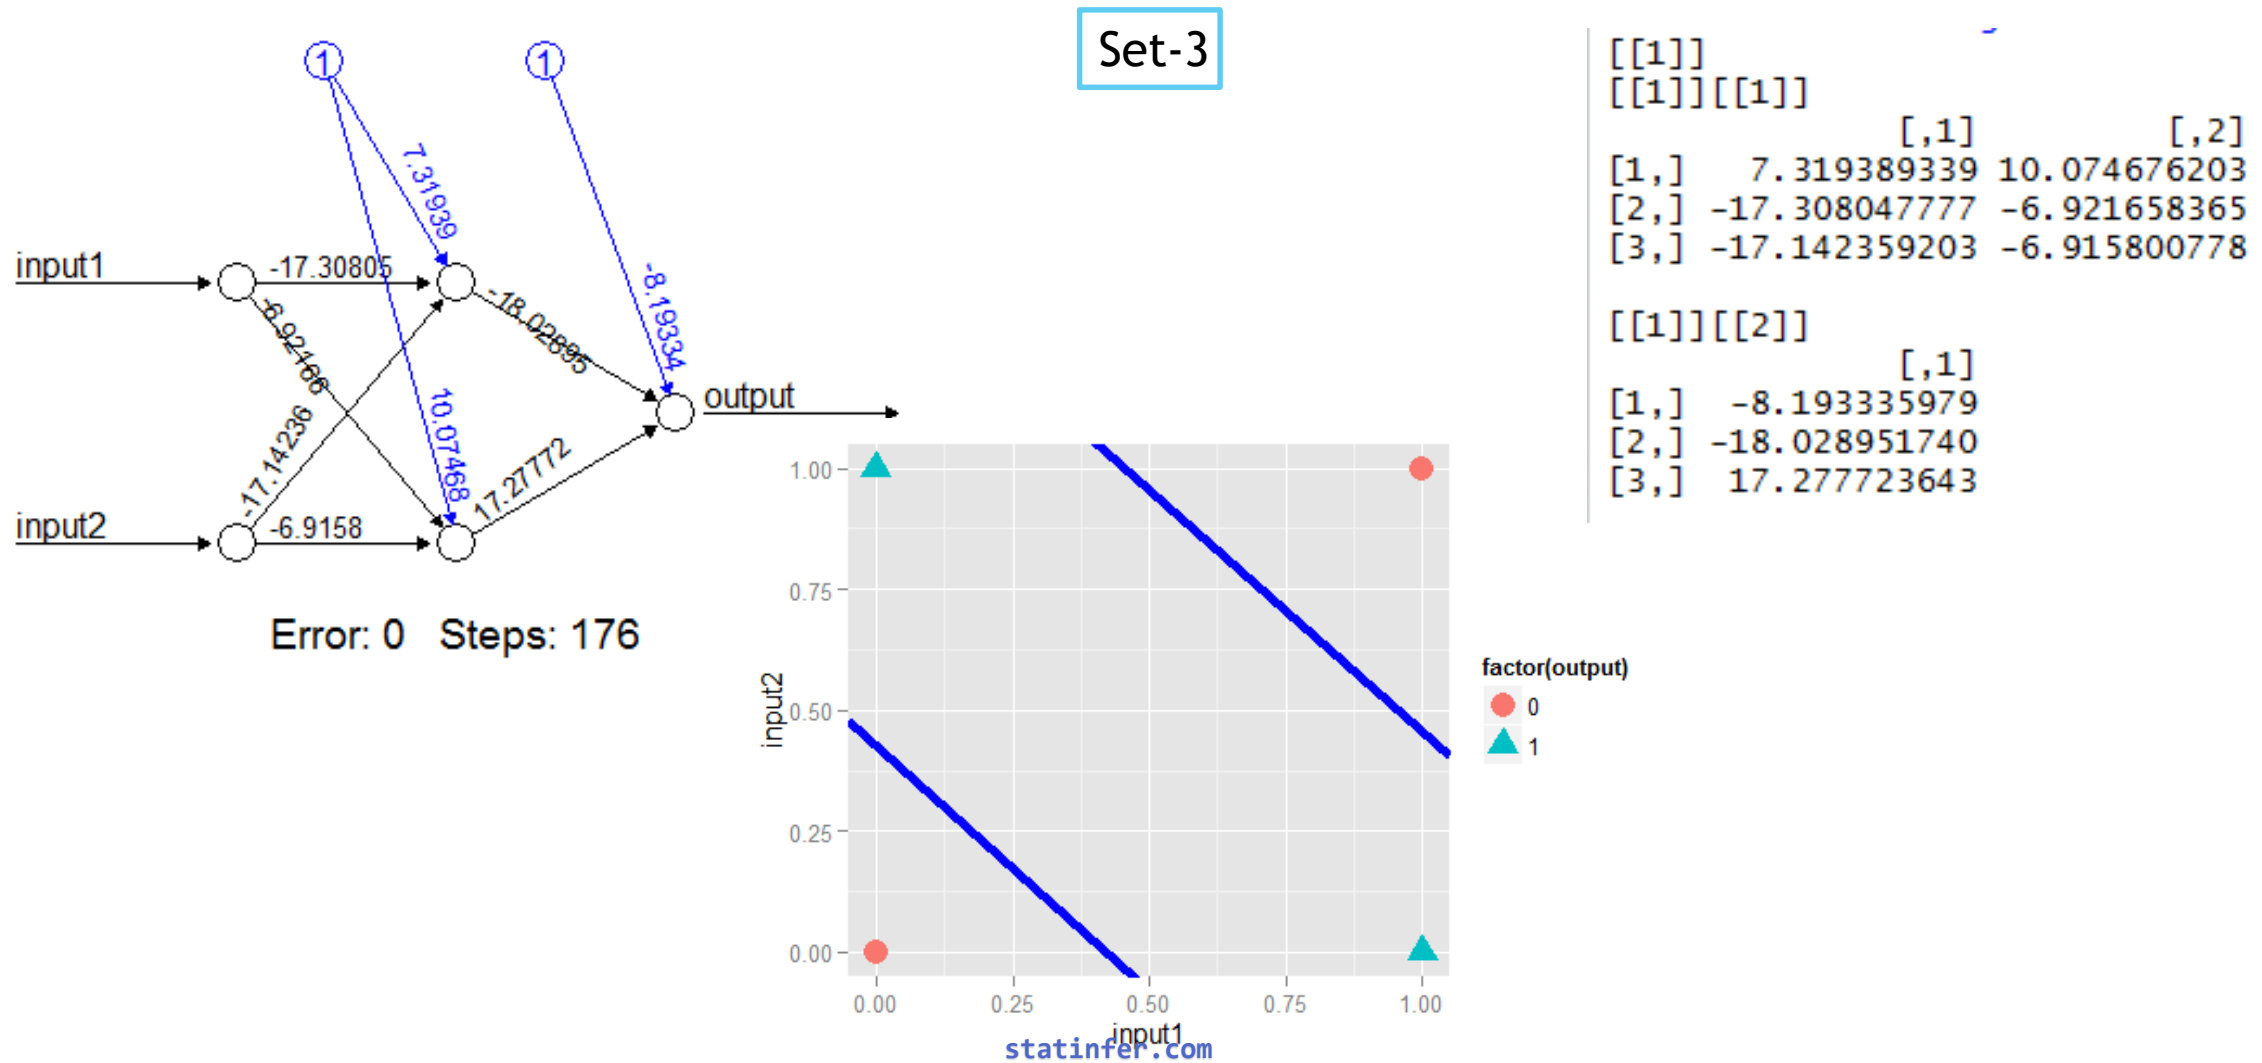 Set-3
1
1
7.31939
10.07468
-8.19334
input1
-17.30805
-6.92166
-18.02895
input2
-17.14236
-6.9158
17.27772
output
Error: 0 Steps: 176
[[1]]
[[1]][[1]]
[,1] [,2]
[1,] 7.319389339 10.074676203
[2,] -17.308047777 -6.921658365
[3,] -17.142359203 -6.915800778
[[1]][[2]]
[,1]
[1,] -8.193335979
[2,] -18.028951740
[3,] 17.277723643
1.00
0.75
0.50
0.25
0.00
input2
0.00 0.25 0.50 0.75 1.00
input1
factor(output)
0
1
statinfer.com